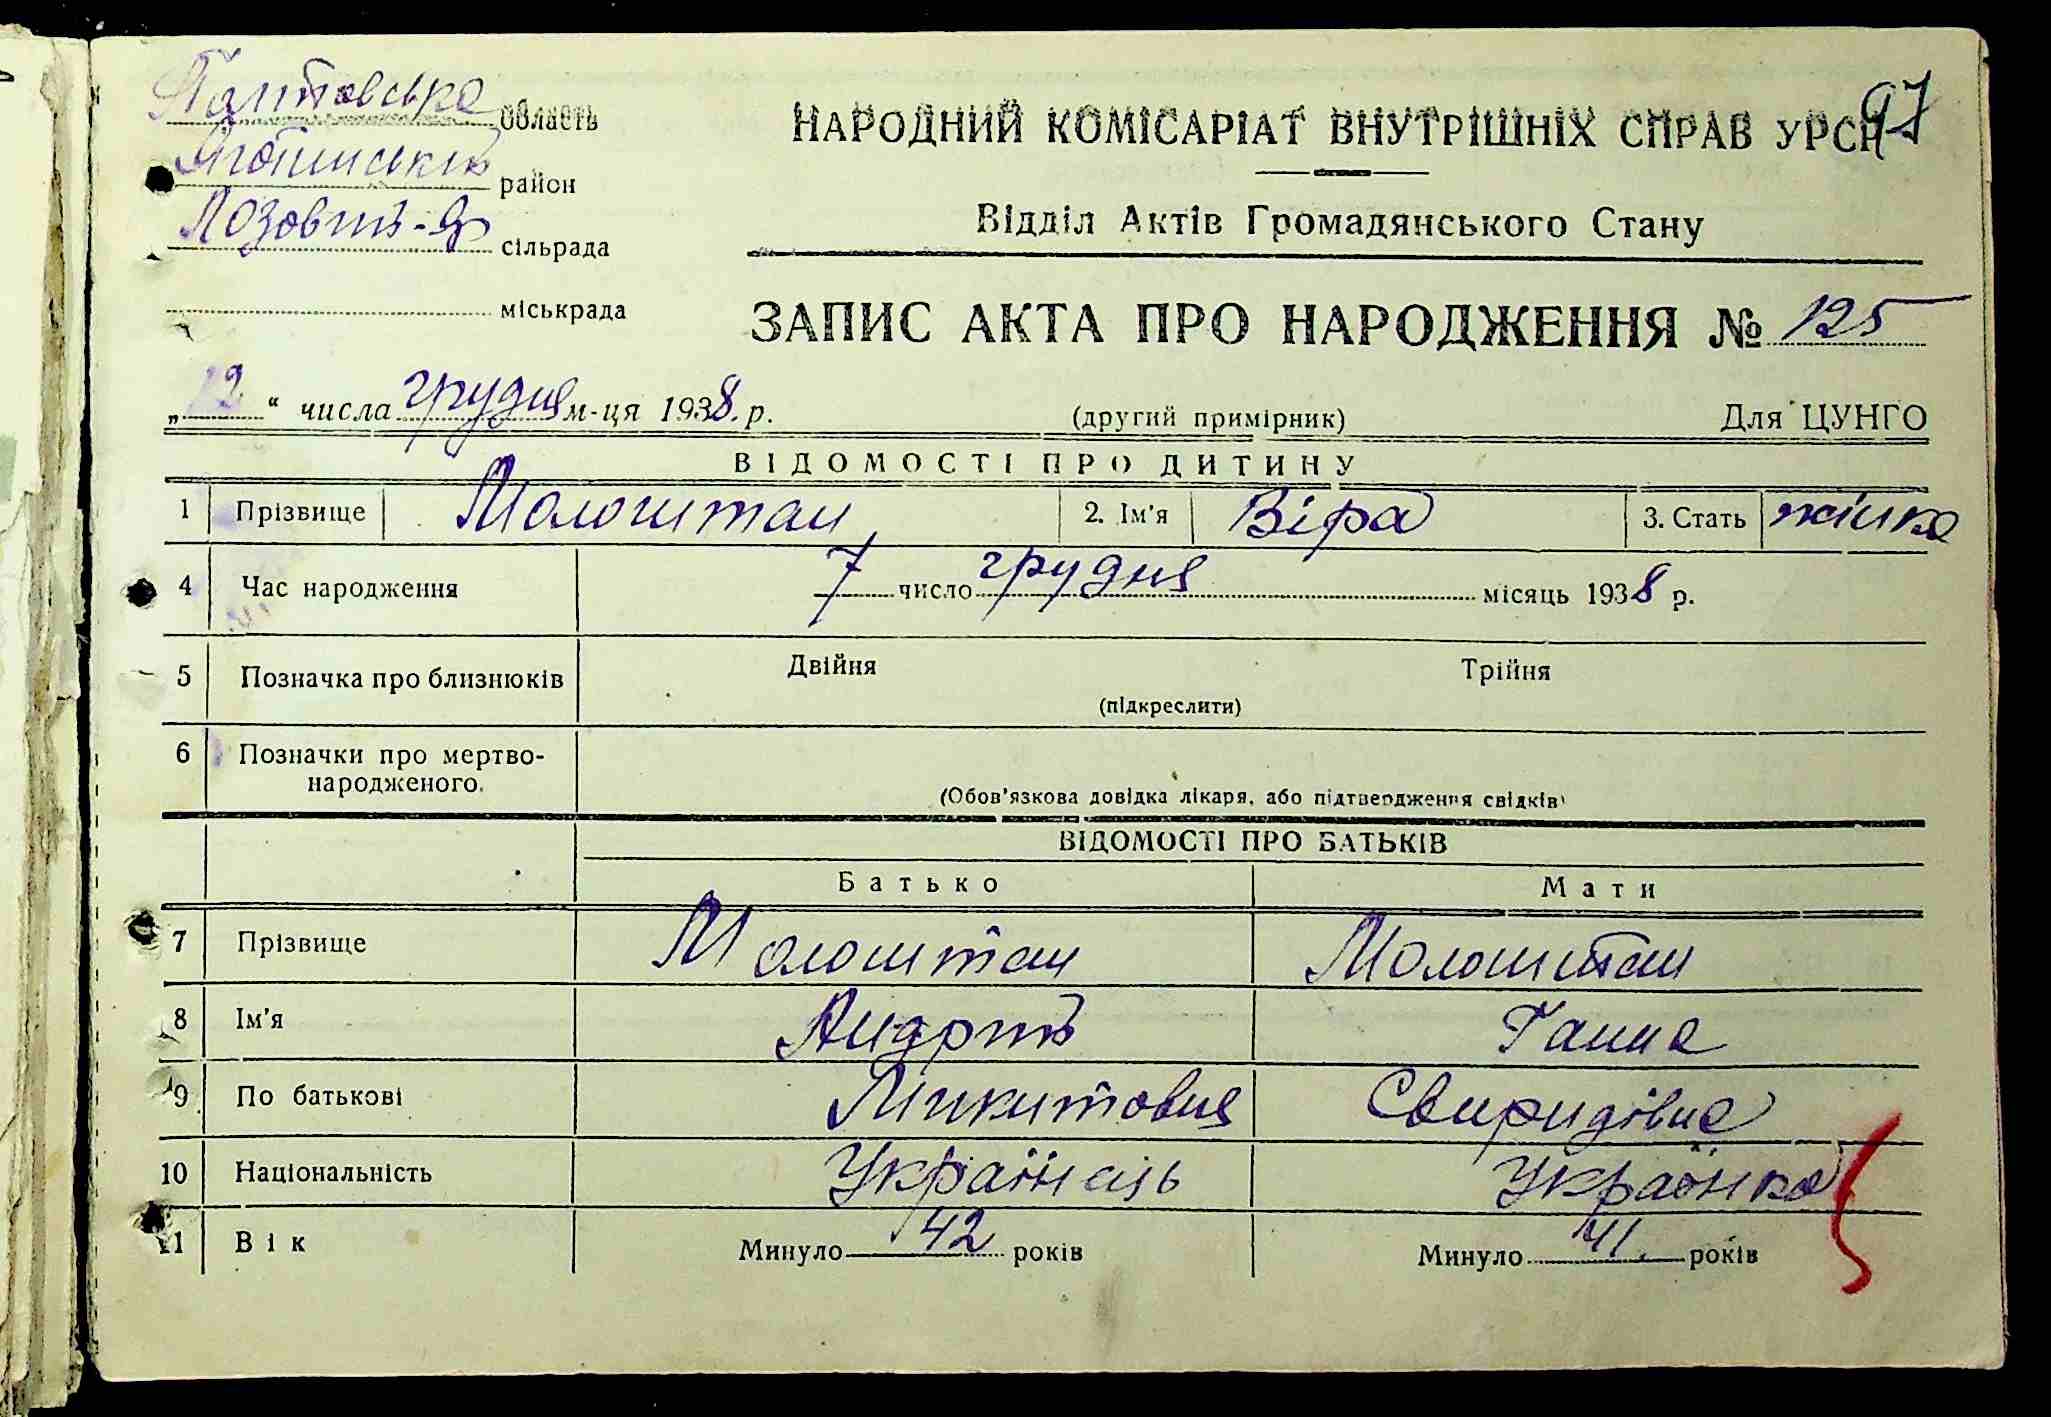 97
Полтавська область
Яготинськ район
Лозовий-Яр сільрада
міськрада
НАРОДНИЙ КОМІСАРІАТ ВНУТРІШНІХ СПРАВ УРСР
Відділ Актів Громадянського Стану
ЗАПИС АКТА ПРО НАРОДЖЕННЯ № 125
„12“ числа грудня м-ця 1938. р. (другий примірник) Для ЦУНГО
ВІДОМОСТІ ПРО ДИТИНУ
1 Прізвище Молоштан 2. Ім'я Віра 3. Стать жінка
4 Час народження 7 число грудня місяць 1938 р.
5 Позначка про близнюків Двійня Трійня
(підкреслити)
6 Позначки про мертво-
народженого.
(Обов'язкова довідка лікаря, або підтвердження свідків)
ВІДОМОСТІ ПРО БАТЬКІВ
Батько Мати
7 Прізвище Молоштан Молоштан
8 Ім'я Андрій Ганна
9 По батькові Микитович Свиридівна
10 Національність Українець Українка
11 Вік Минуло 42 років Минуло 41. років